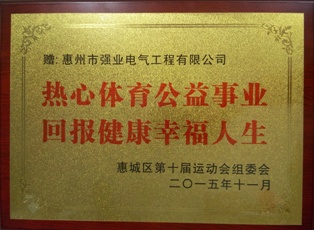 赠:惠州市强业电气工程有限公司
热心体育公益事业
回报健康幸福人生
惠城区第十届运动会组委会
二〇一五年十一月